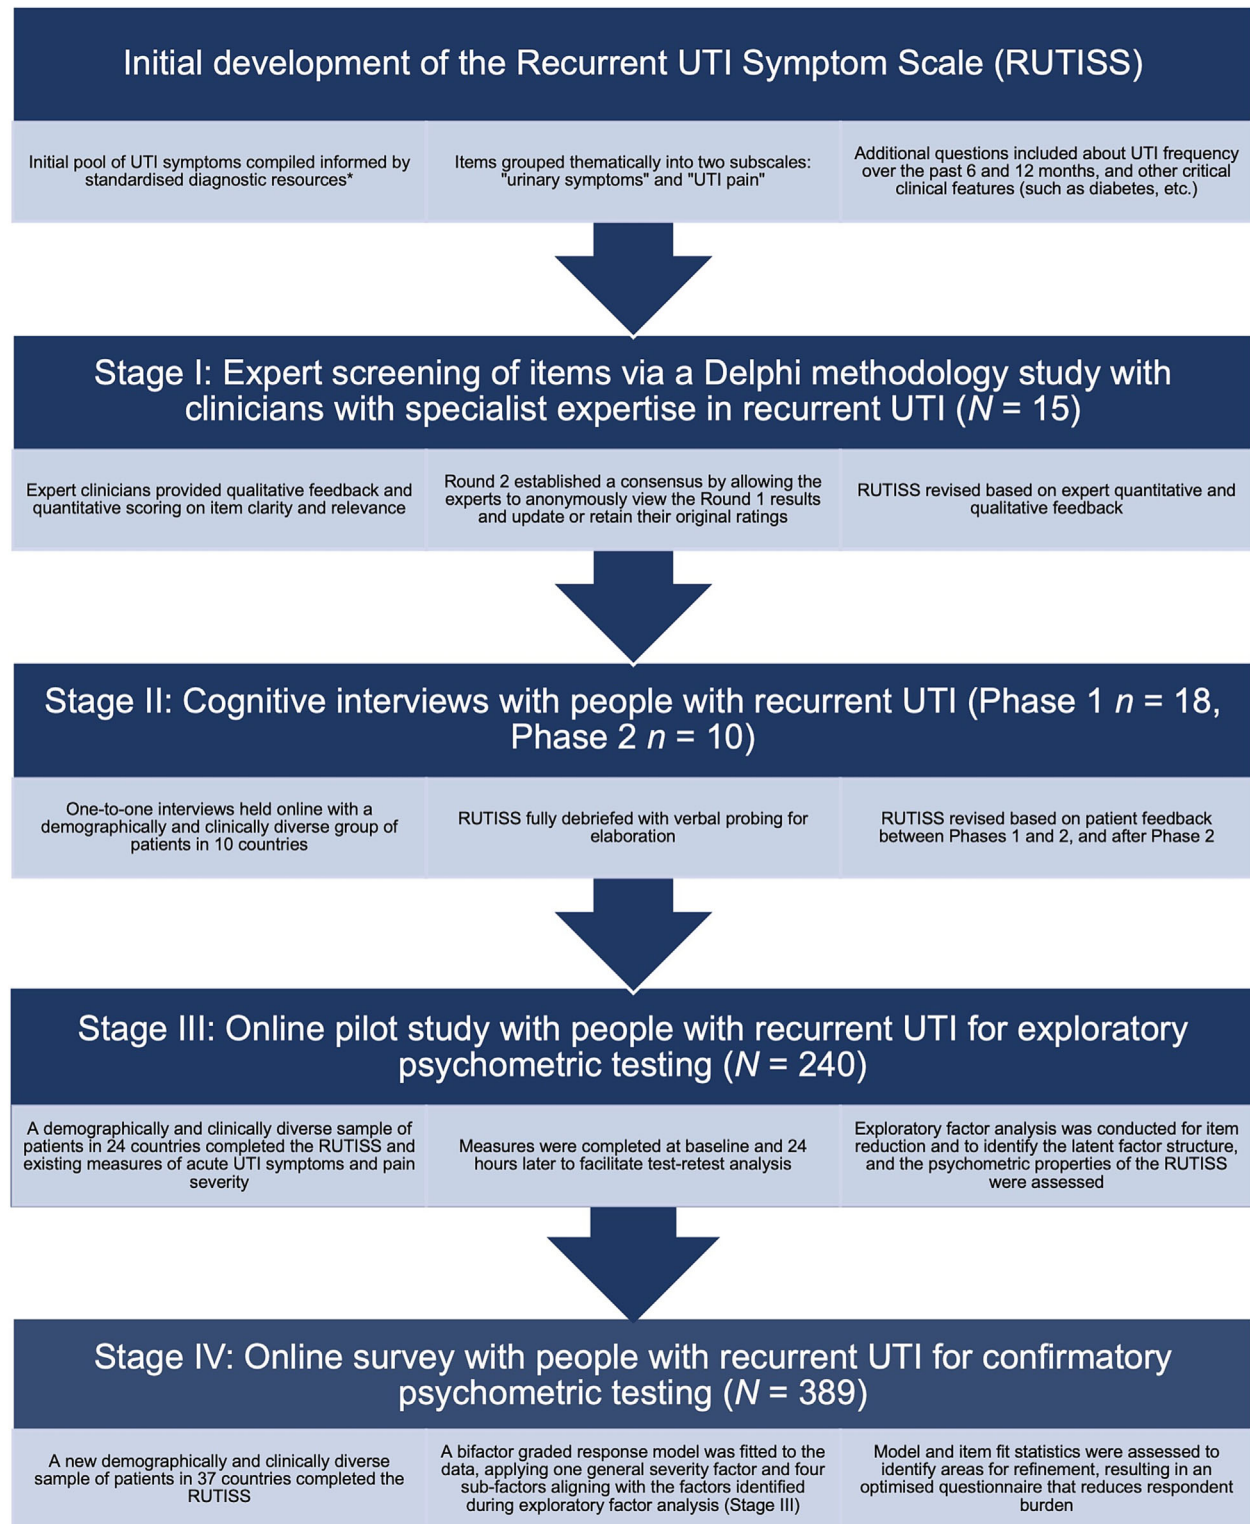 Initial development of the Recurrent UTI Symptom Scale (RUTISS)
Initial pool of UTI symptoms compiled informed by
standardised diagnostic resources*
Items grouped thematically into two subscales:
"urinary symptoms" and "UTI pain"
Additional questions included about UTI frequency
over the past 6 and 12 months, and other critical
clinical features (such as diabetes, etc.)
Stage I: Expert screening of items via a Delphi methodology study with
clinicians with specialist expertise in recurrent UTI (N = 15)
Expert clinicians provided qualitative feedback and
quantitative scoring on item clarity and relevance
Round 2 established a consensus by allowing the
experts to anonymously view the Round 1 results
and update or retain their original ratings
RUTISS revised based on expert quantitative and
qualitative feedback
Stage II: Cognitive interviews with people with recurrent UTI (Phase 1 n = 18,
Phase 2 n = 10)
One-to-one interviews held online with a
demographically and clinically diverse group of
patients in 10 countries
RUTISS fully debriefed with verbal probing for
elaboration
RUTISS revised based on patient feedback
between Phases 1 and 2, and after Phase 2
Stage III: Online pilot study with people with recurrent UTI for exploratory
psychometric testing (N = 240)
A demographically and clinically diverse sample of
patients in 24 countries completed the RUTISS and
existing measures of acute UTI symptoms and pain
severity
Measures were completed at baseline and 24
hours later to facilitate test-retest analysis
Exploratory factor analysis was conducted for item
reduction and to identify the latent factor structure,
and the psychometric properties of the RUTISS
were assessed
Stage IV: Online survey with people with recurrent UTI for confirmatory
psychometric testing (N = 389)
A new demographically and clinically diverse
sample of patients in 37 countries completed the
RUTISS
A bifactor graded response model was fitted to the
data, applying one general severity factor and four
sub-factors aligning with the factors identified
during exploratory factor analysis (Stage III)
Model and item fit statistics were assessed to
identify areas for refinement, resulting in an
optimised questionnaire that reduces respondent
burden